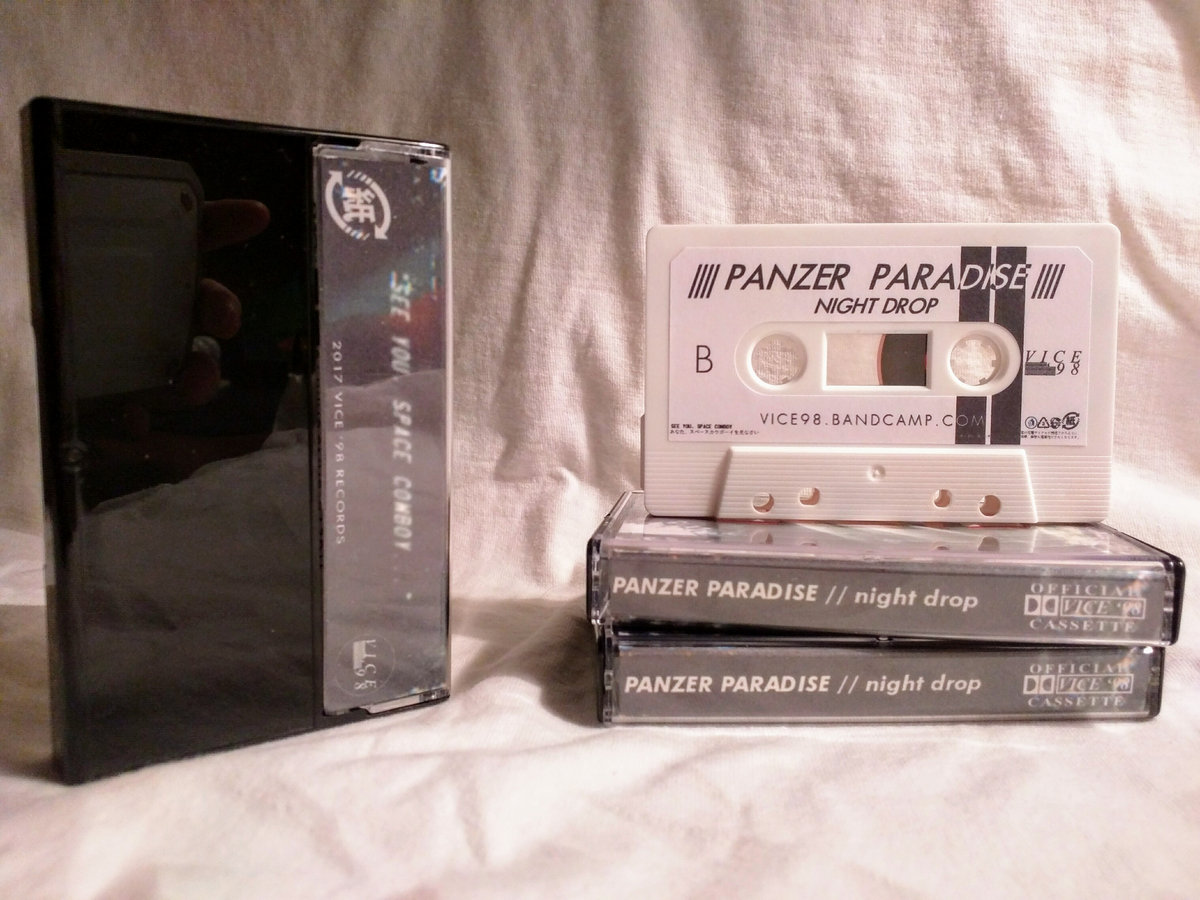 紙
SEE YOU SPACE COWBOY...
2017 VICE '98 RECORDS
VICE
98
PANZER PARADISE
NIGHT DROP
B
VICE
98
VICE98.BANDCAMP.COM
SEE YOU, SPACE COWBOY
紙
PANZER PARADISE // night drop
OFFICIAL
VICE '98
CASSETTE
PANZER PARADISE // night drop
OFFICIAL
VICE '98
CASSETTE